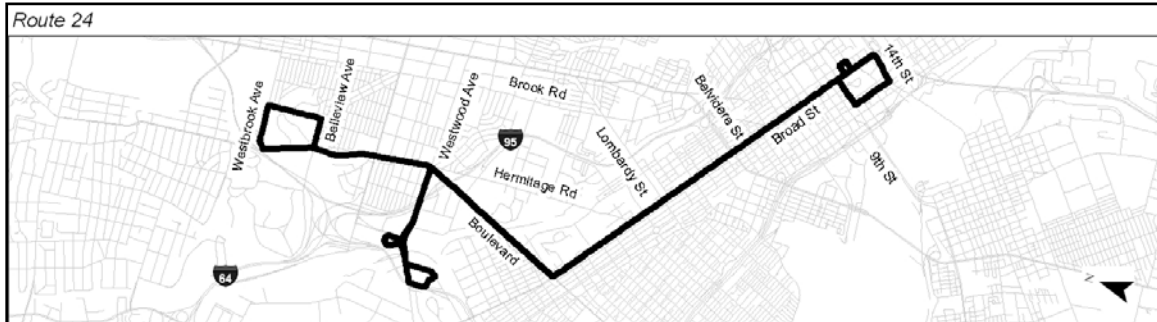 Route 24
14th St
Brook Rd
Westwood Ave
Belleview Ave
Westbrook Ave
Belvidere St
Broad St
Lombardy St
95
Hermitage Rd
9th St
Boulevard
64
N